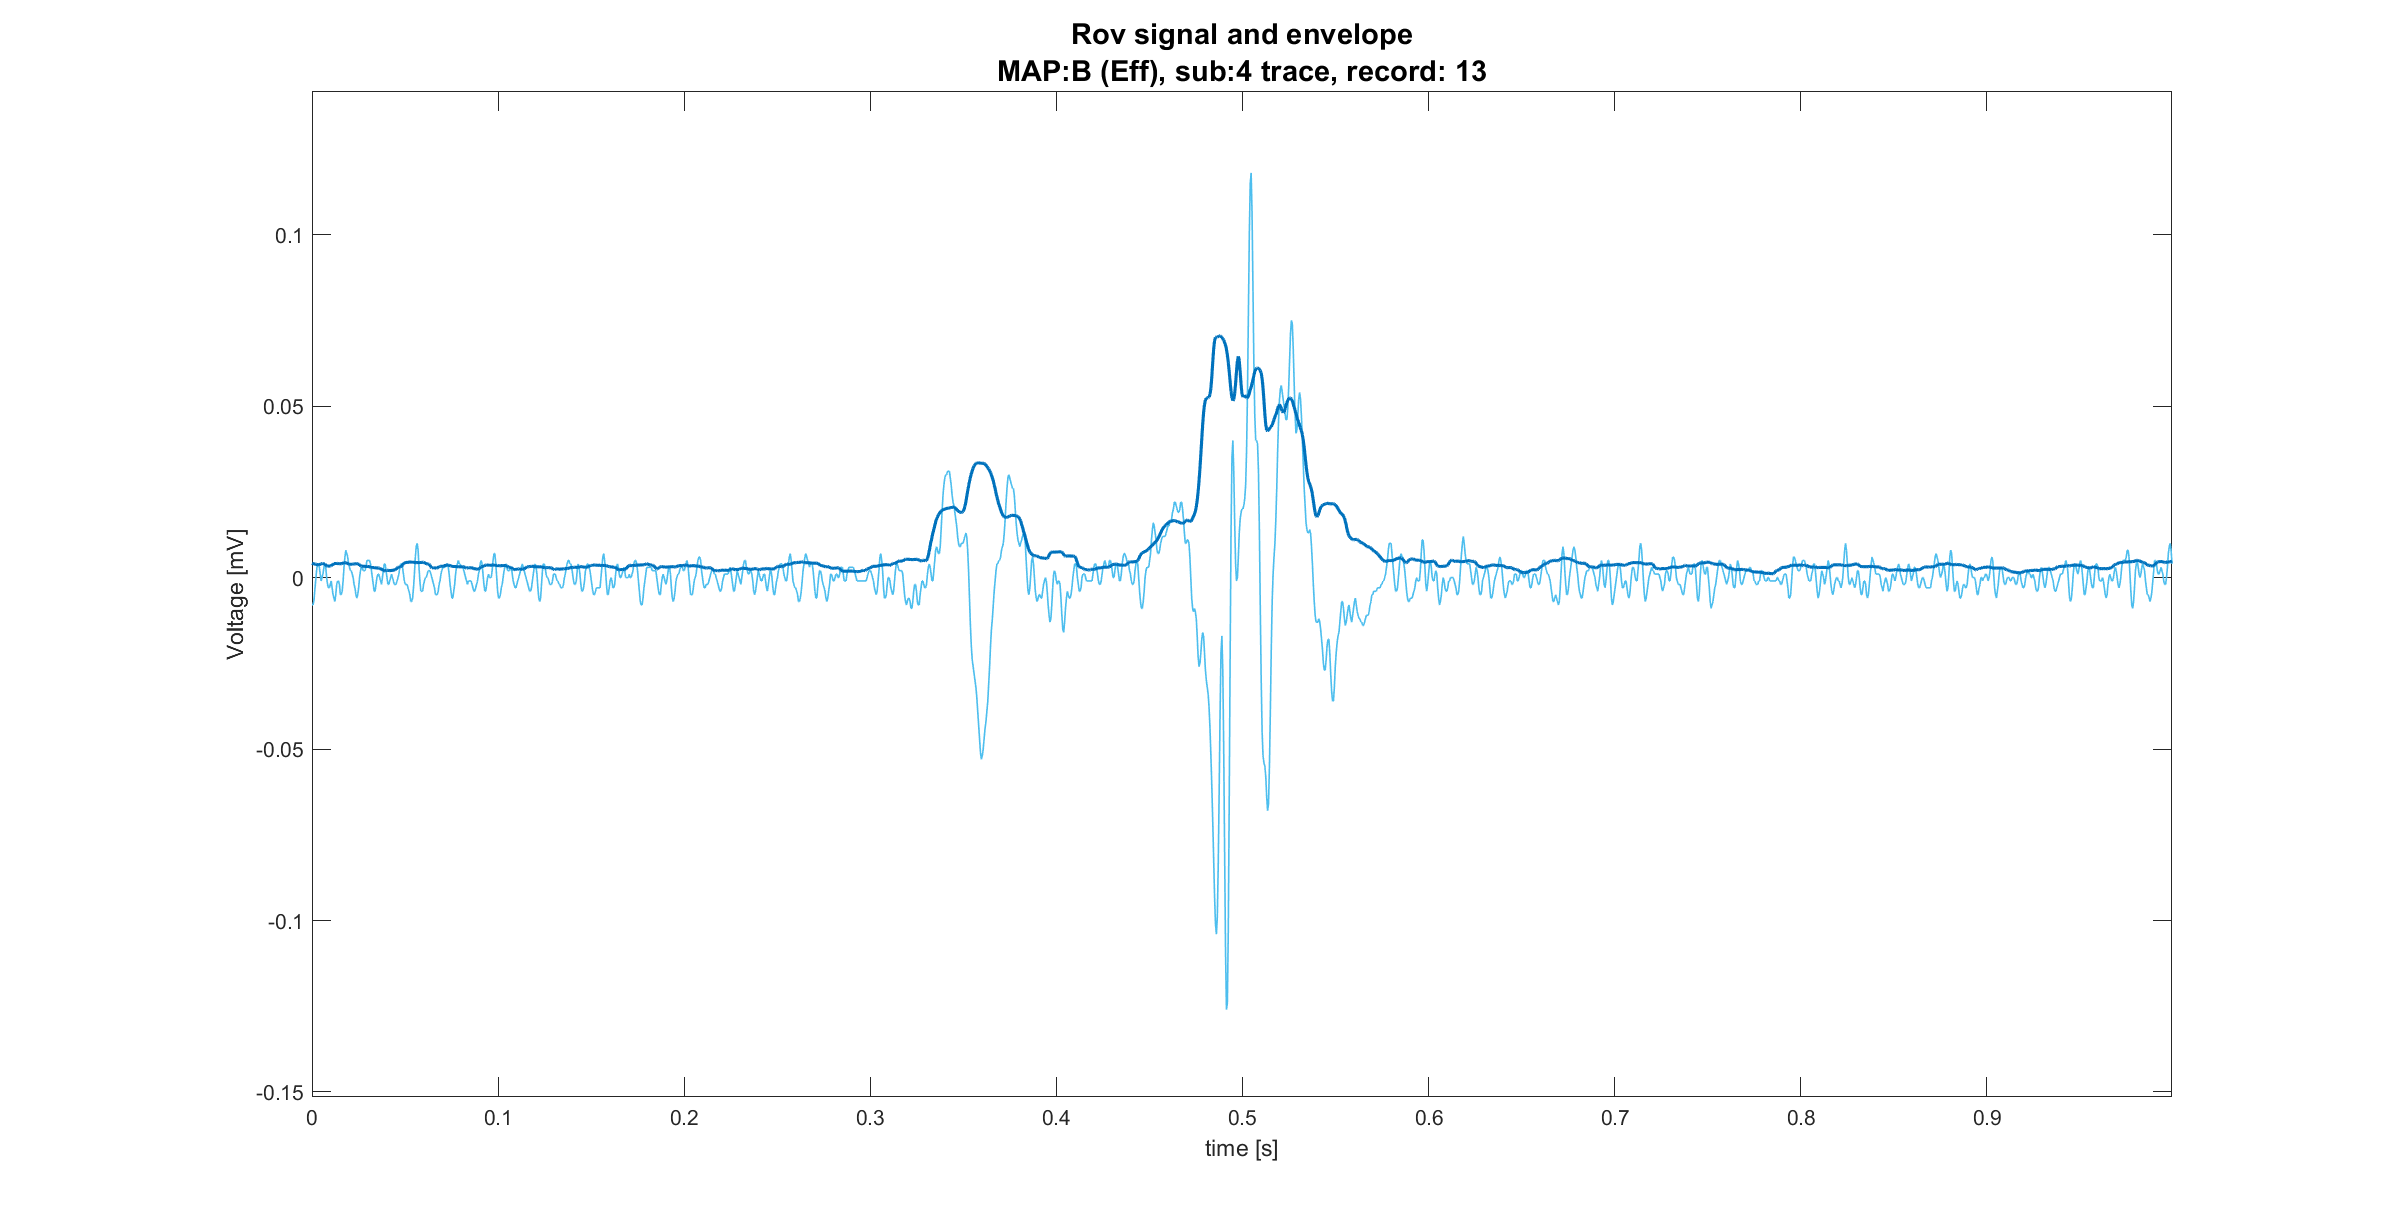 Rov signal and envelope
MAP:B (Eff), sub:4 trace, record: 13
0.1
0.05
0
-0.05
-0.1
-0.15
Voltage [mV]
0 0.1 0.2 0.3 0.4 0.5 0.6 0.7 0.8 0.9
time [s]